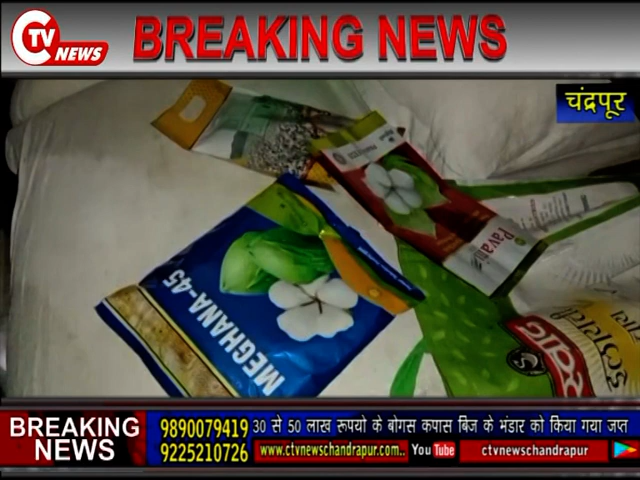 C TV NEWS
BREAKING NEWS
चंद्रपूर
Pavani
MEGHANA-45
स्वाद
BREAKING NEWS
9890079419
9225210726
30 से 50 लाख रूपयो के बोगस कपास बिज के भंडार को किया गया जप्त
www.ctvnewschandrapur.com..
YouTube
ctvnewschandrapur